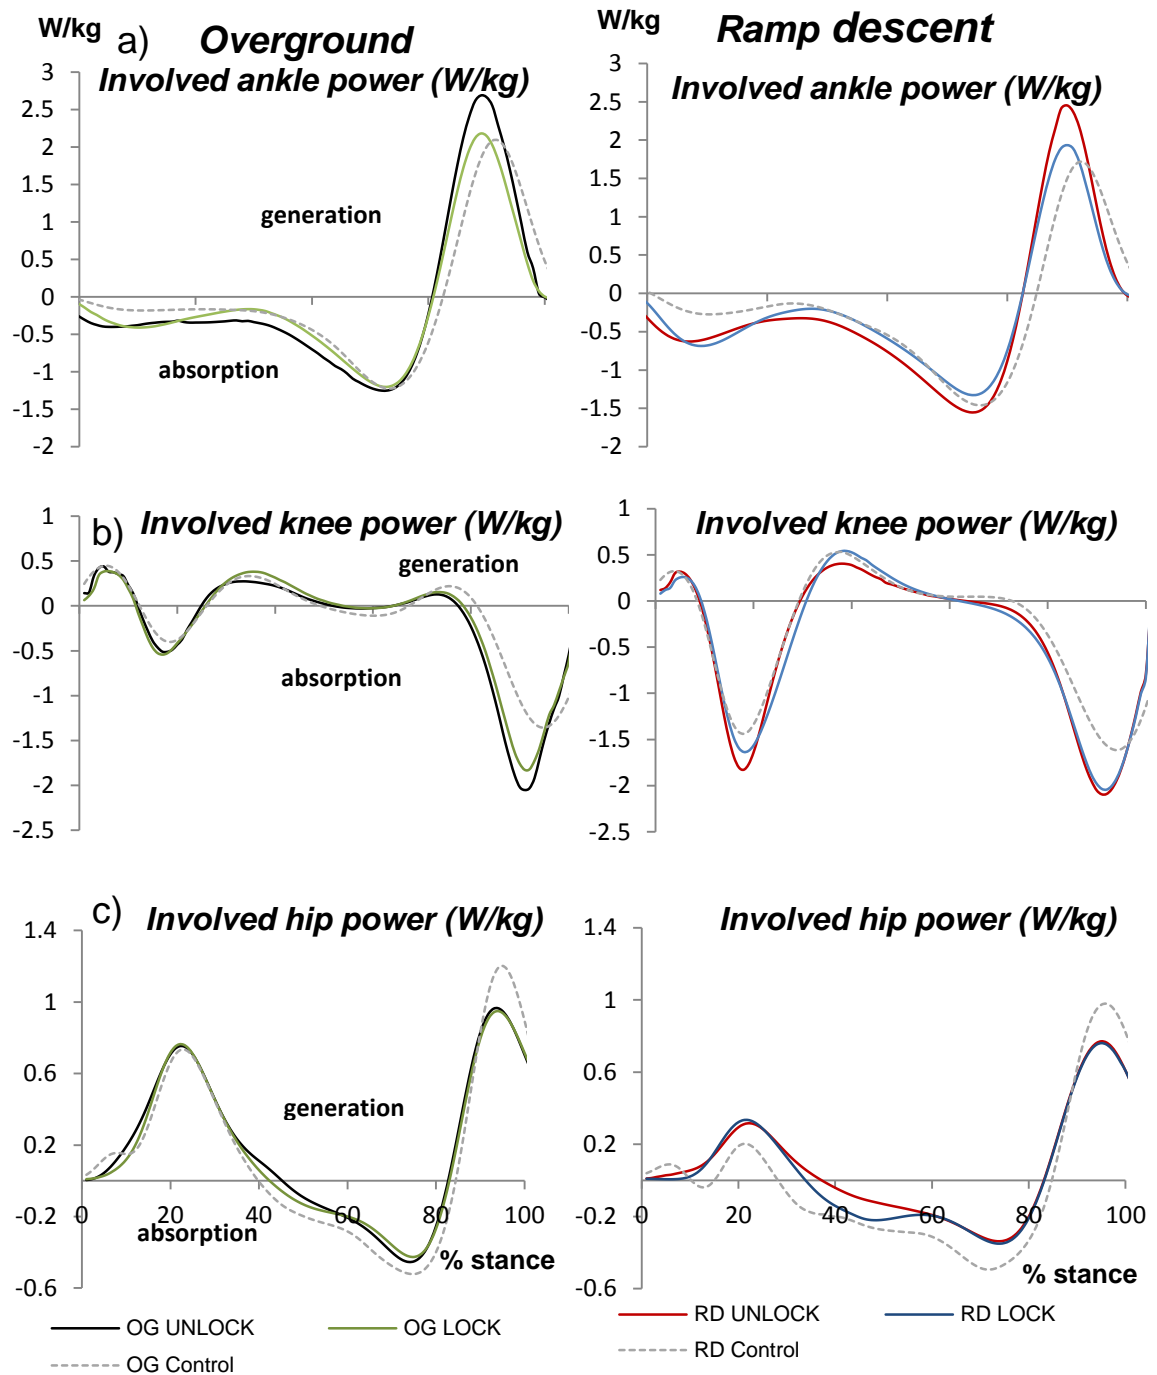 W/kg a) Overground
Involved ankle power (W/kg)
3
2.5
2
1.5
1
0.5
0
-0.5
-1
-1.5
-2
generation
absorption
W/kg Ramp descent
Involved ankle power (W/kg)
3
2.5
2
1.5
1
0.5
0
-0.5
-1
-1.5
-2
b) Involved knee power (W/kg)
1
0.5
0
-0.5
-1
-1.5
-2
-2.5
generation
absorption
Involved knee power (W/kg)
1
0.5
0
-0.5
-1
-1.5
-2
-2.5
c) Involved hip power (W/kg)
1.4
1
0.6
0.2
-0.2
-0.6
generation
absorption
0 20 40 60 80 100
% stance
Involved hip power (W/kg)
1.4
1
0.6
0.2
-0.2
-0.6
0 20 40 60 80 100
% stance
OG UNLOCK OG LOCK
OG Control
RD UNLOCK RD LOCK
RD Control